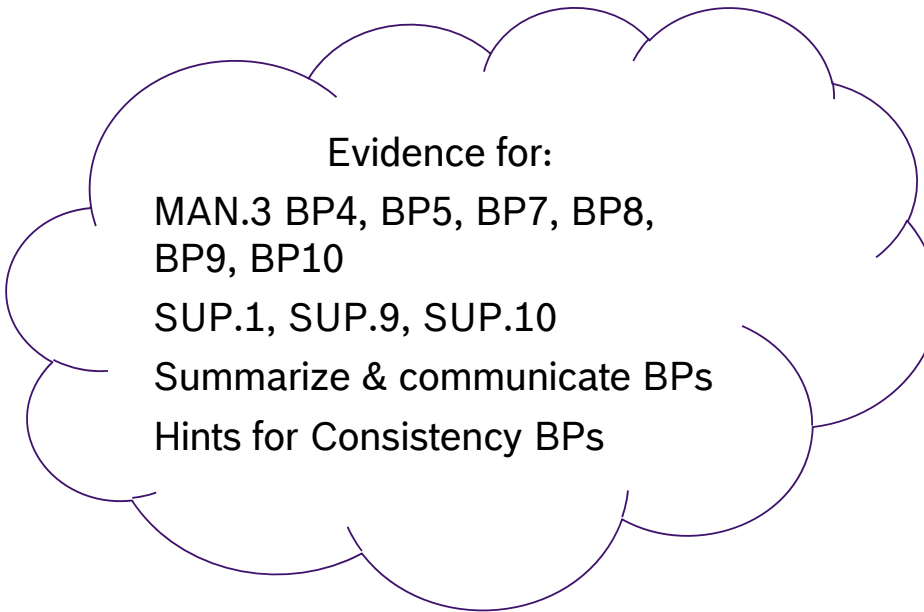 Evidence for:
MAN.3 BP4, BP5, BP7, BP8,
BP9, BP10
SUP.1, SUP.9, SUP.10
Summarize & communicate BPs
Hints for Consistency BPs